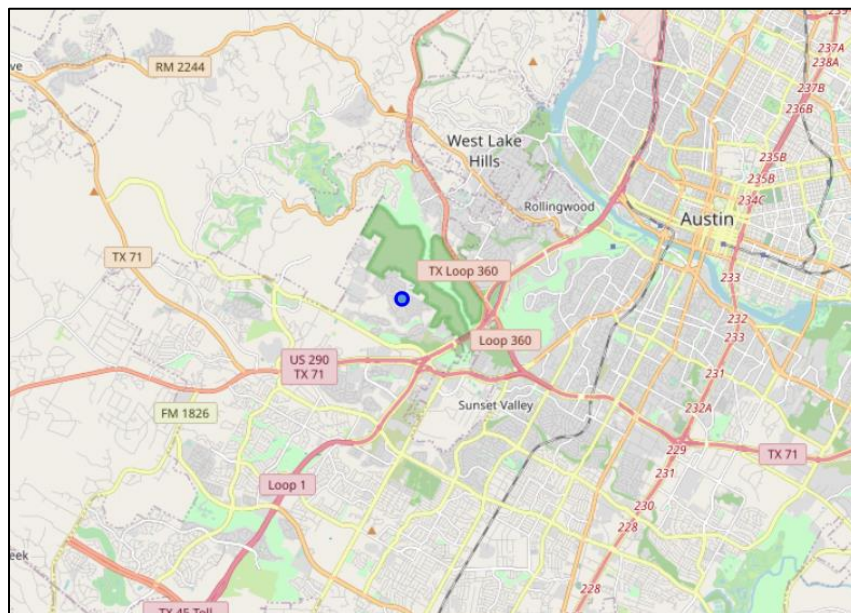 237A
238A
RM 2244
ve
237B
236B
West Lake
Hills
235B
235B
234C
Rollingwood
Austin
TX 71
TX Loop 360
233
232
233
Loop 360
US 290
TX 71
231
232A
FM 1826
Sunset Valley
229
TX 71
231
Loop 1
230
228
eek
228
TX 45 Toll